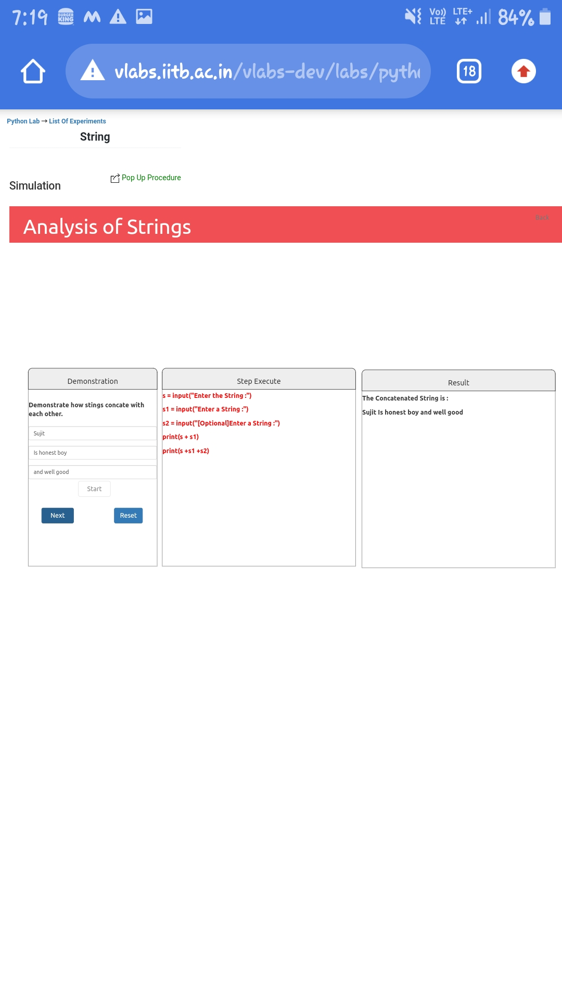 7:19 BURGER KING Vo)) LTE LTE+ 84%
vlabs.iitb.ac.in/vlabs-dev/labs/pytho 18
Python Lab → List Of Experiments
String
Pop Up Procedure
Simulation
Back
Analysis of Strings
Demonstration
Demonstrate how stings concate with
each other.
Sujit
Is honest boy
and well good
Start
Next Reset
Step Execute
s = input("Enter the String :")
s1 = input("Enter a String :")
s2 = input("[Optional]Enter a String :")
print(s + s1)
print(s +s1 +s2)
Result
The Concatenated String is :
Sujit Is honest boy and well good